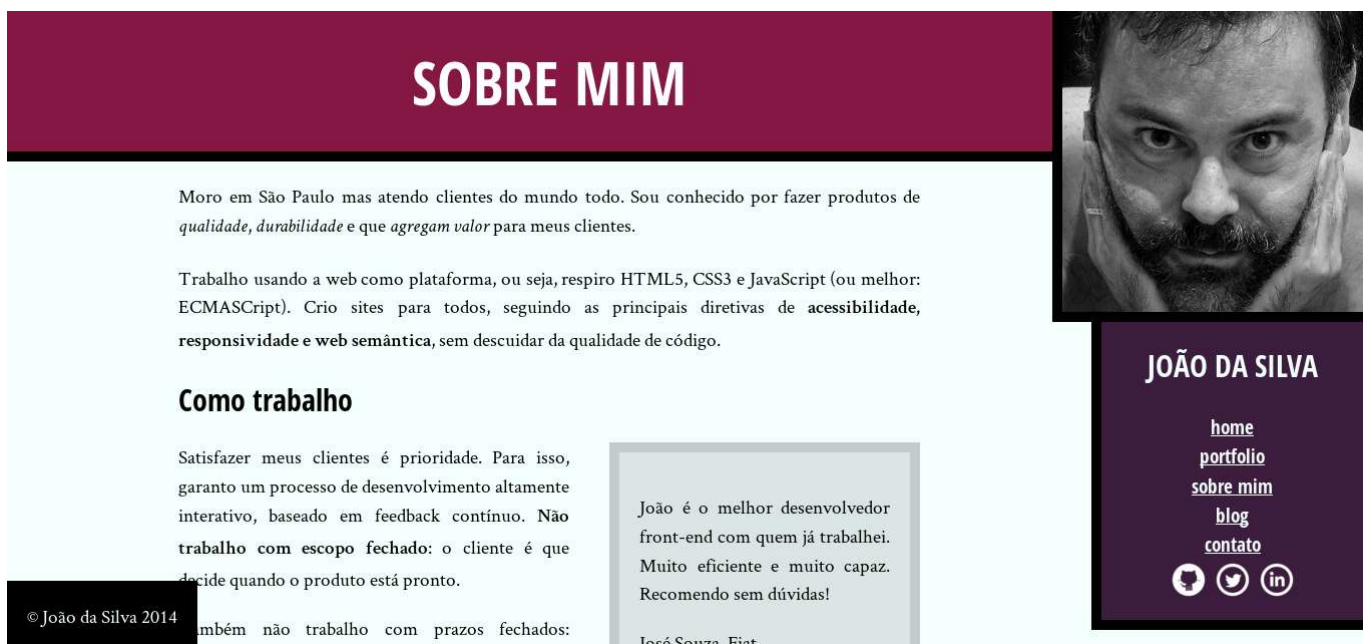 SOBRE MIM
Moro em São Paulo mas atendo clientes do mundo todo. Sou conhecido por fazer produtos de
qualidade, durabilidade e que agregam valor para meus clientes.
Trabalho usando a web como plataforma, ou seja, respiro HTML5, CSS3 e JavaScript (ou melhor:
ECMASCript). Crio sites para todos, seguindo as principais diretivas de acessibilidade,
responsividade e web semântica, sem descuidar da qualidade de código.
Como trabalho
Satisfazer meus clientes é prioridade. Para isso,
garanto um processo de desenvolvimento altamente
interativo, baseado em feedback contínuo. Não
trabalho com escopo fechado: o cliente é que
decide quando o produto está pronto.
também não trabalho com prazos fechados:
João é o melhor desenvolvedor
front-end com quem já trabalhei.
Muito eficiente e muito capaz.
Recomendo sem dúvidas!
José Souza, Fiat
JOÃO DA SILVA
home
portfolio
sobre mim
blog
contato
in
© João da Silva 2014